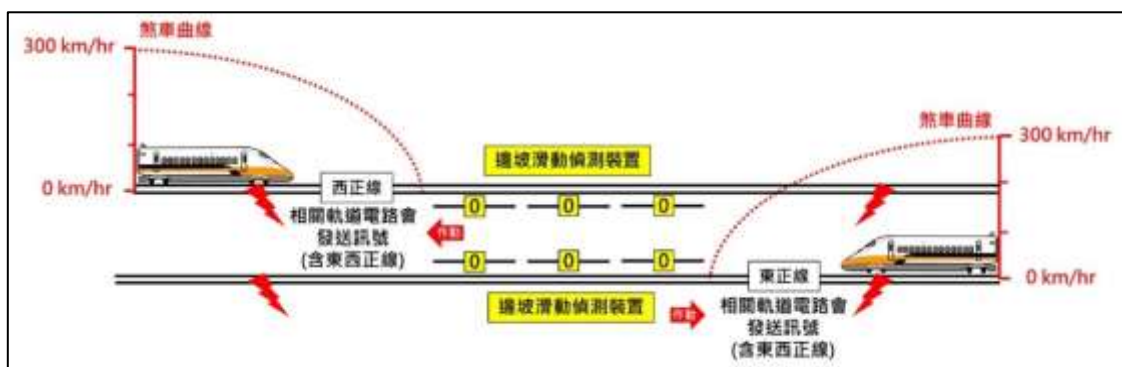 煞車曲線
300 km/hr
0 km/hr
邊坡滑動偵測裝置
煞車曲線
300 km/hr
西正線
相關軌道電路會
發送訊號
(含東西正線)
0
0
0
作動
0
0
0
東正線
0 km/hr
邊坡滑動偵測裝置
作動
相關軌道電路會
發送訊號
(含東西正線)